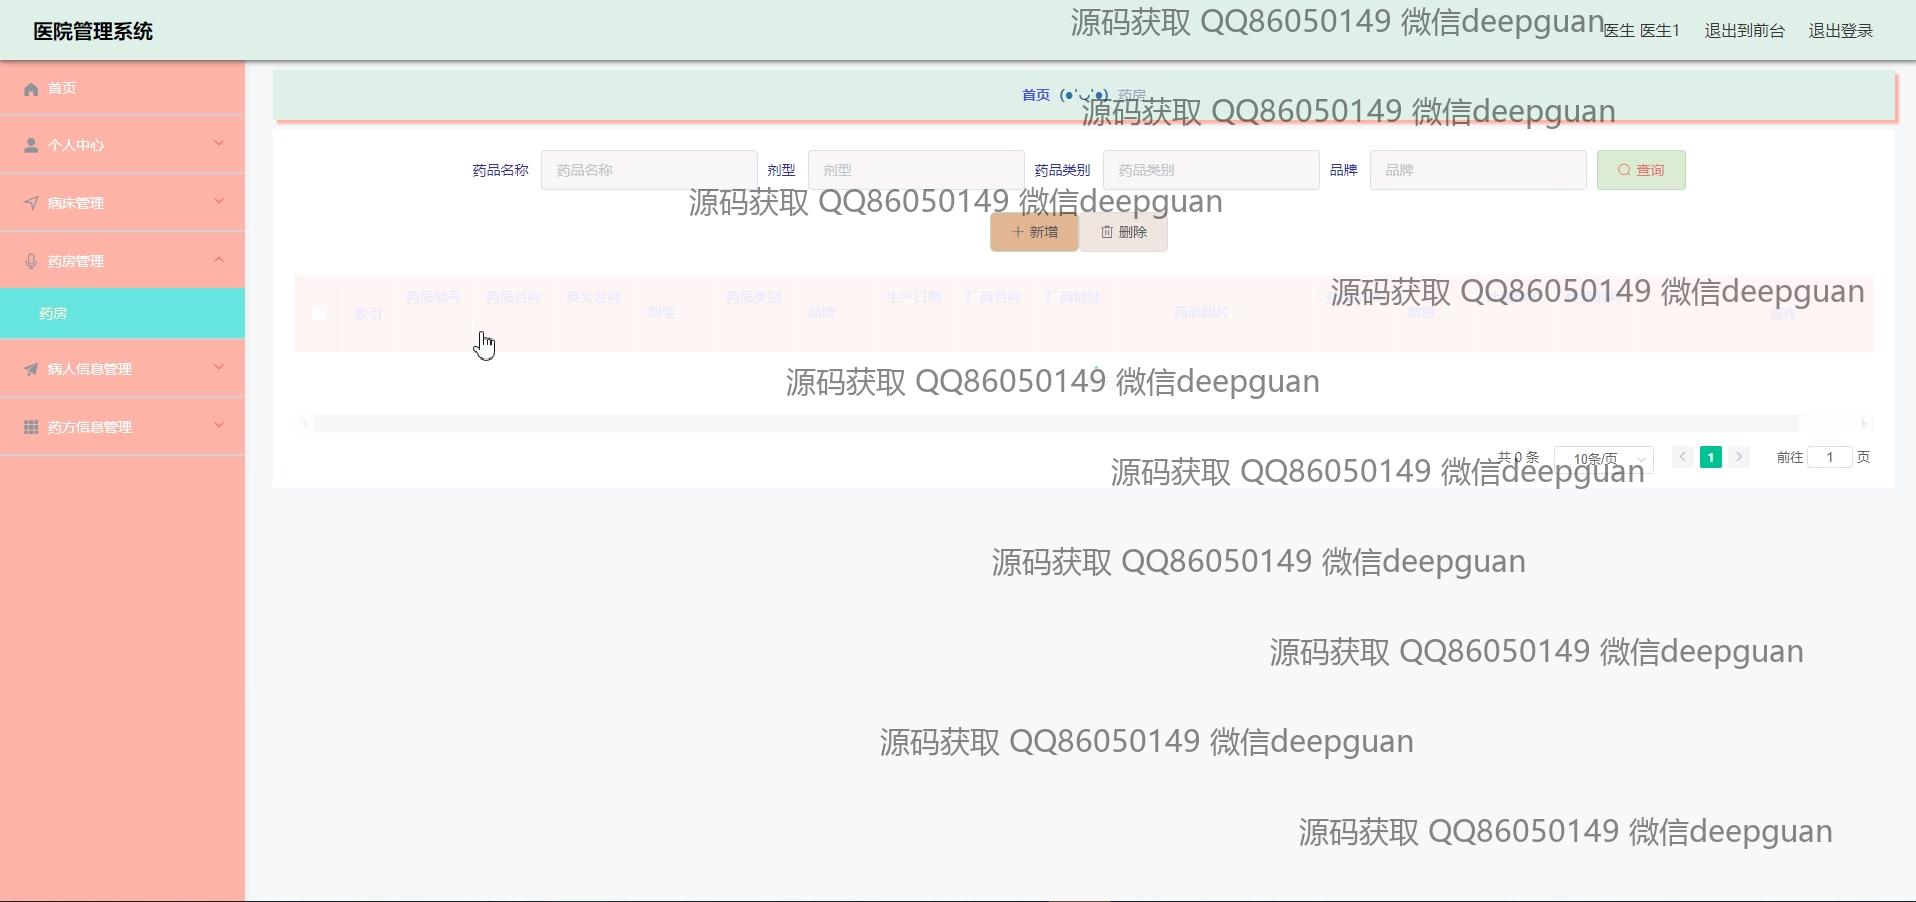 医院管理系统
源码获取 QQ86050149 微信deepguan
医生 医生1 退出到前台 退出登录
首页
个人中心
病床管理
药房管理
药房
病人信息管理
药方信息管理
首页 (●'◡'●) 药房
源码获取 QQ86050149 微信deepguan
药品名称 药品名称 剂型 剂型 药品类别 药品类别 品牌 品牌 查询
源码获取 QQ86050149 微信deepguan
新增 删除
索引 药品编号 药品名称 英文名称 剂型 药品类别 品牌 生产日期 厂商名称 厂商地址 药品图片 数量 操作
源码获取 QQ86050149 微信deepguan
源码获取 QQ86050149 微信deepguan
共 0 条 10条/页 1 前往 1 页
源码获取 QQ86050149 微信deepguan
源码获取 QQ86050149 微信deepguan
源码获取 QQ86050149 微信deepguan
源码获取 QQ86050149 微信deepguan
源码获取 QQ86050149 微信deepguan